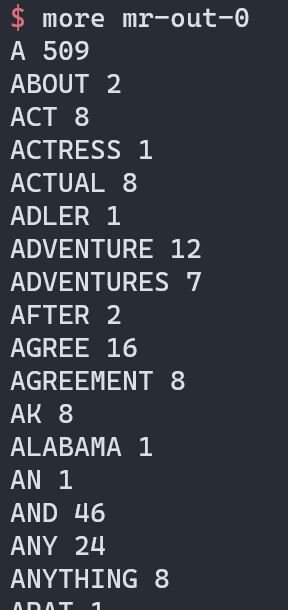 $ more mr-out-0
A 509
ABOUT 2
ACT 8
ACTRESS 1
ACTUAL 8
ADLER 1
ADVENTURE 12
ADVENTURES 7
AFTER 2
AGREE 16
AGREEMENT 8
AK 8
ALABAMA 1
AN 1
AND 46
ANY 24
ANYTHING 8